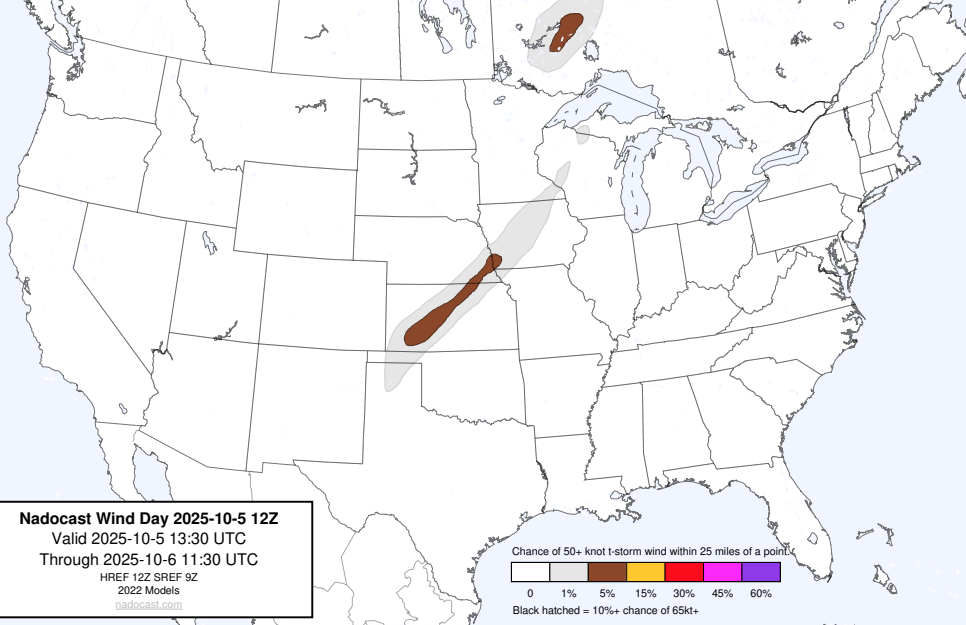 Nadocast Wind Day 2025-10-5 12Z
Valid 2025-10-5 13:30 UTC
Through 2025-10-6 11:30 UTC
HREF 12Z SREF 9Z
2022 Models
nadocast.com
Chance of 50+ knot t-storm wind within 25 miles of a point.
0 1% 5% 15% 30% 45% 60%
Black hatched = 10%+ chance of 65kt+